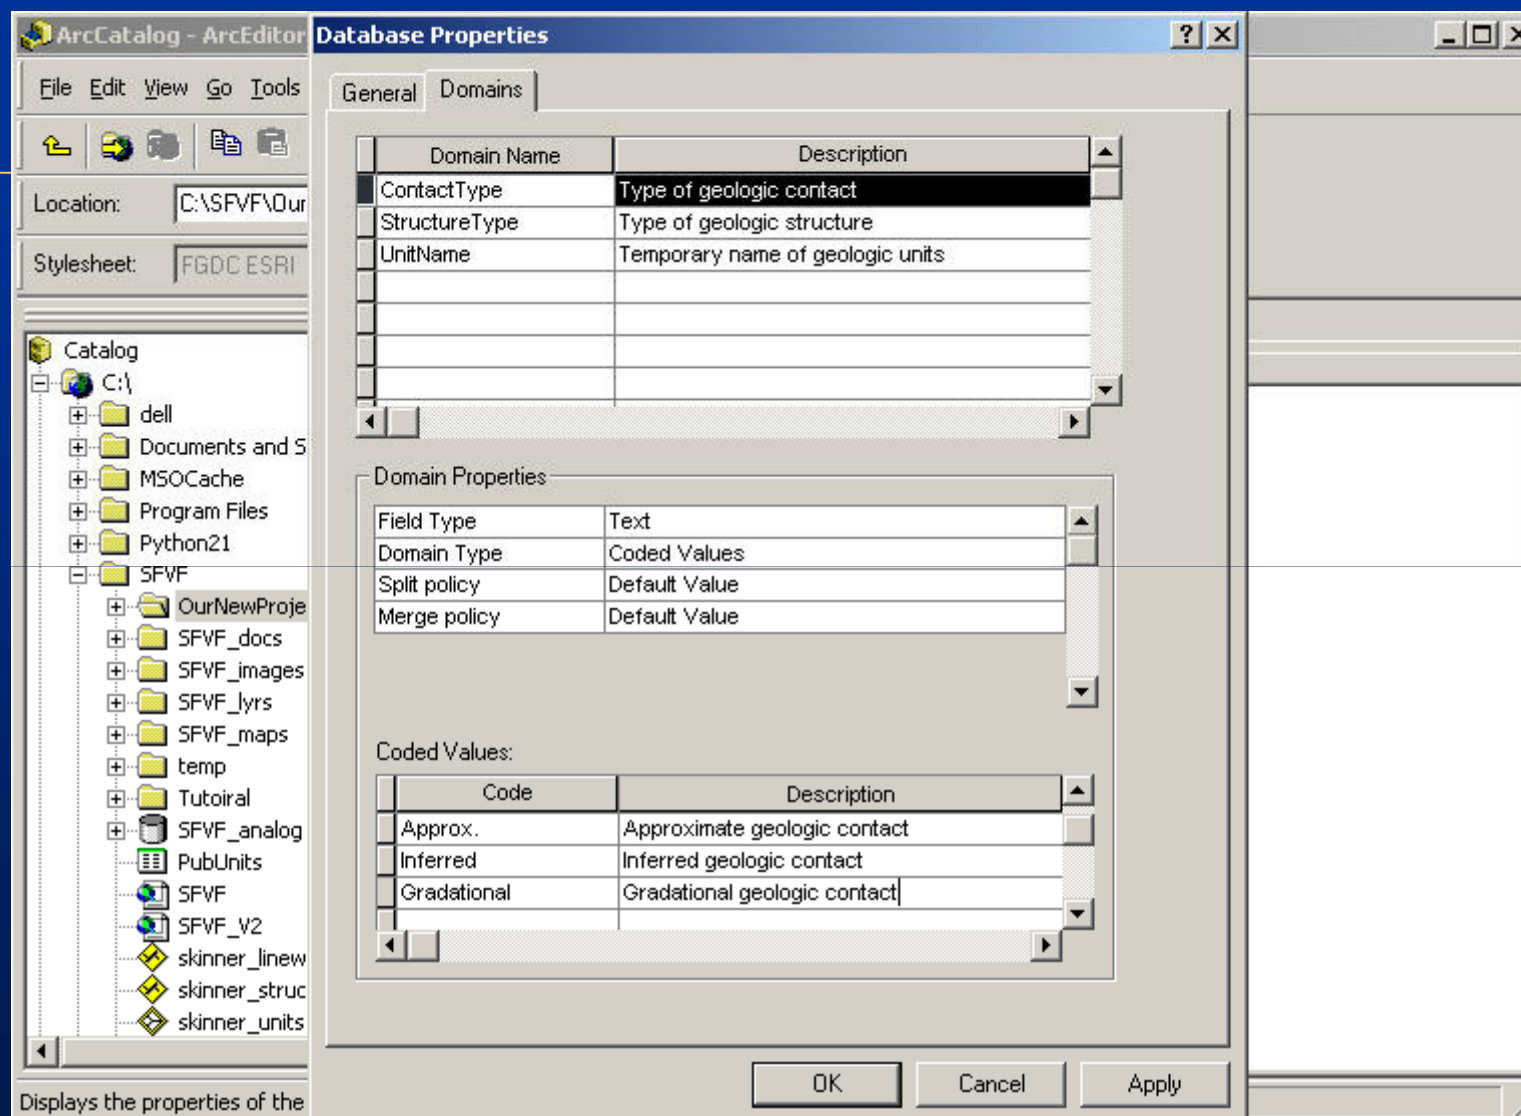 ArcCatalog - ArcEditor
Database Properties
File Edit View Go Tools
General Domains
Location: C:\SFVF\Our
Stylesheet: FGDC ESRI
Domain Name Description
ContactType Type of geologic contact
StructureType Type of geologic structure
UnitName Temporary name of geologic units
Catalog
C:\
dell
Documents and S
MSOCache
Program Files
Python21
SFVF
OurNewProje
SFVF_docs
SFVF_images
SFVF_lyrs
SFVF_maps
temp
Tutoiral
SFVF_analog
PubUnits
SFVF
SFVF_V2
skinner_linew
skinner_struc
skinner_units
Domain Properties
Field Type Text
Domain Type Coded Values
Split policy Default Value
Merge policy Default Value
Coded Values:
Code Description
Approx. Approximate geologic contact
Inferred Inferred geologic contact
Gradational Gradational geologic contact
OK Cancel Apply
Displays the properties of the